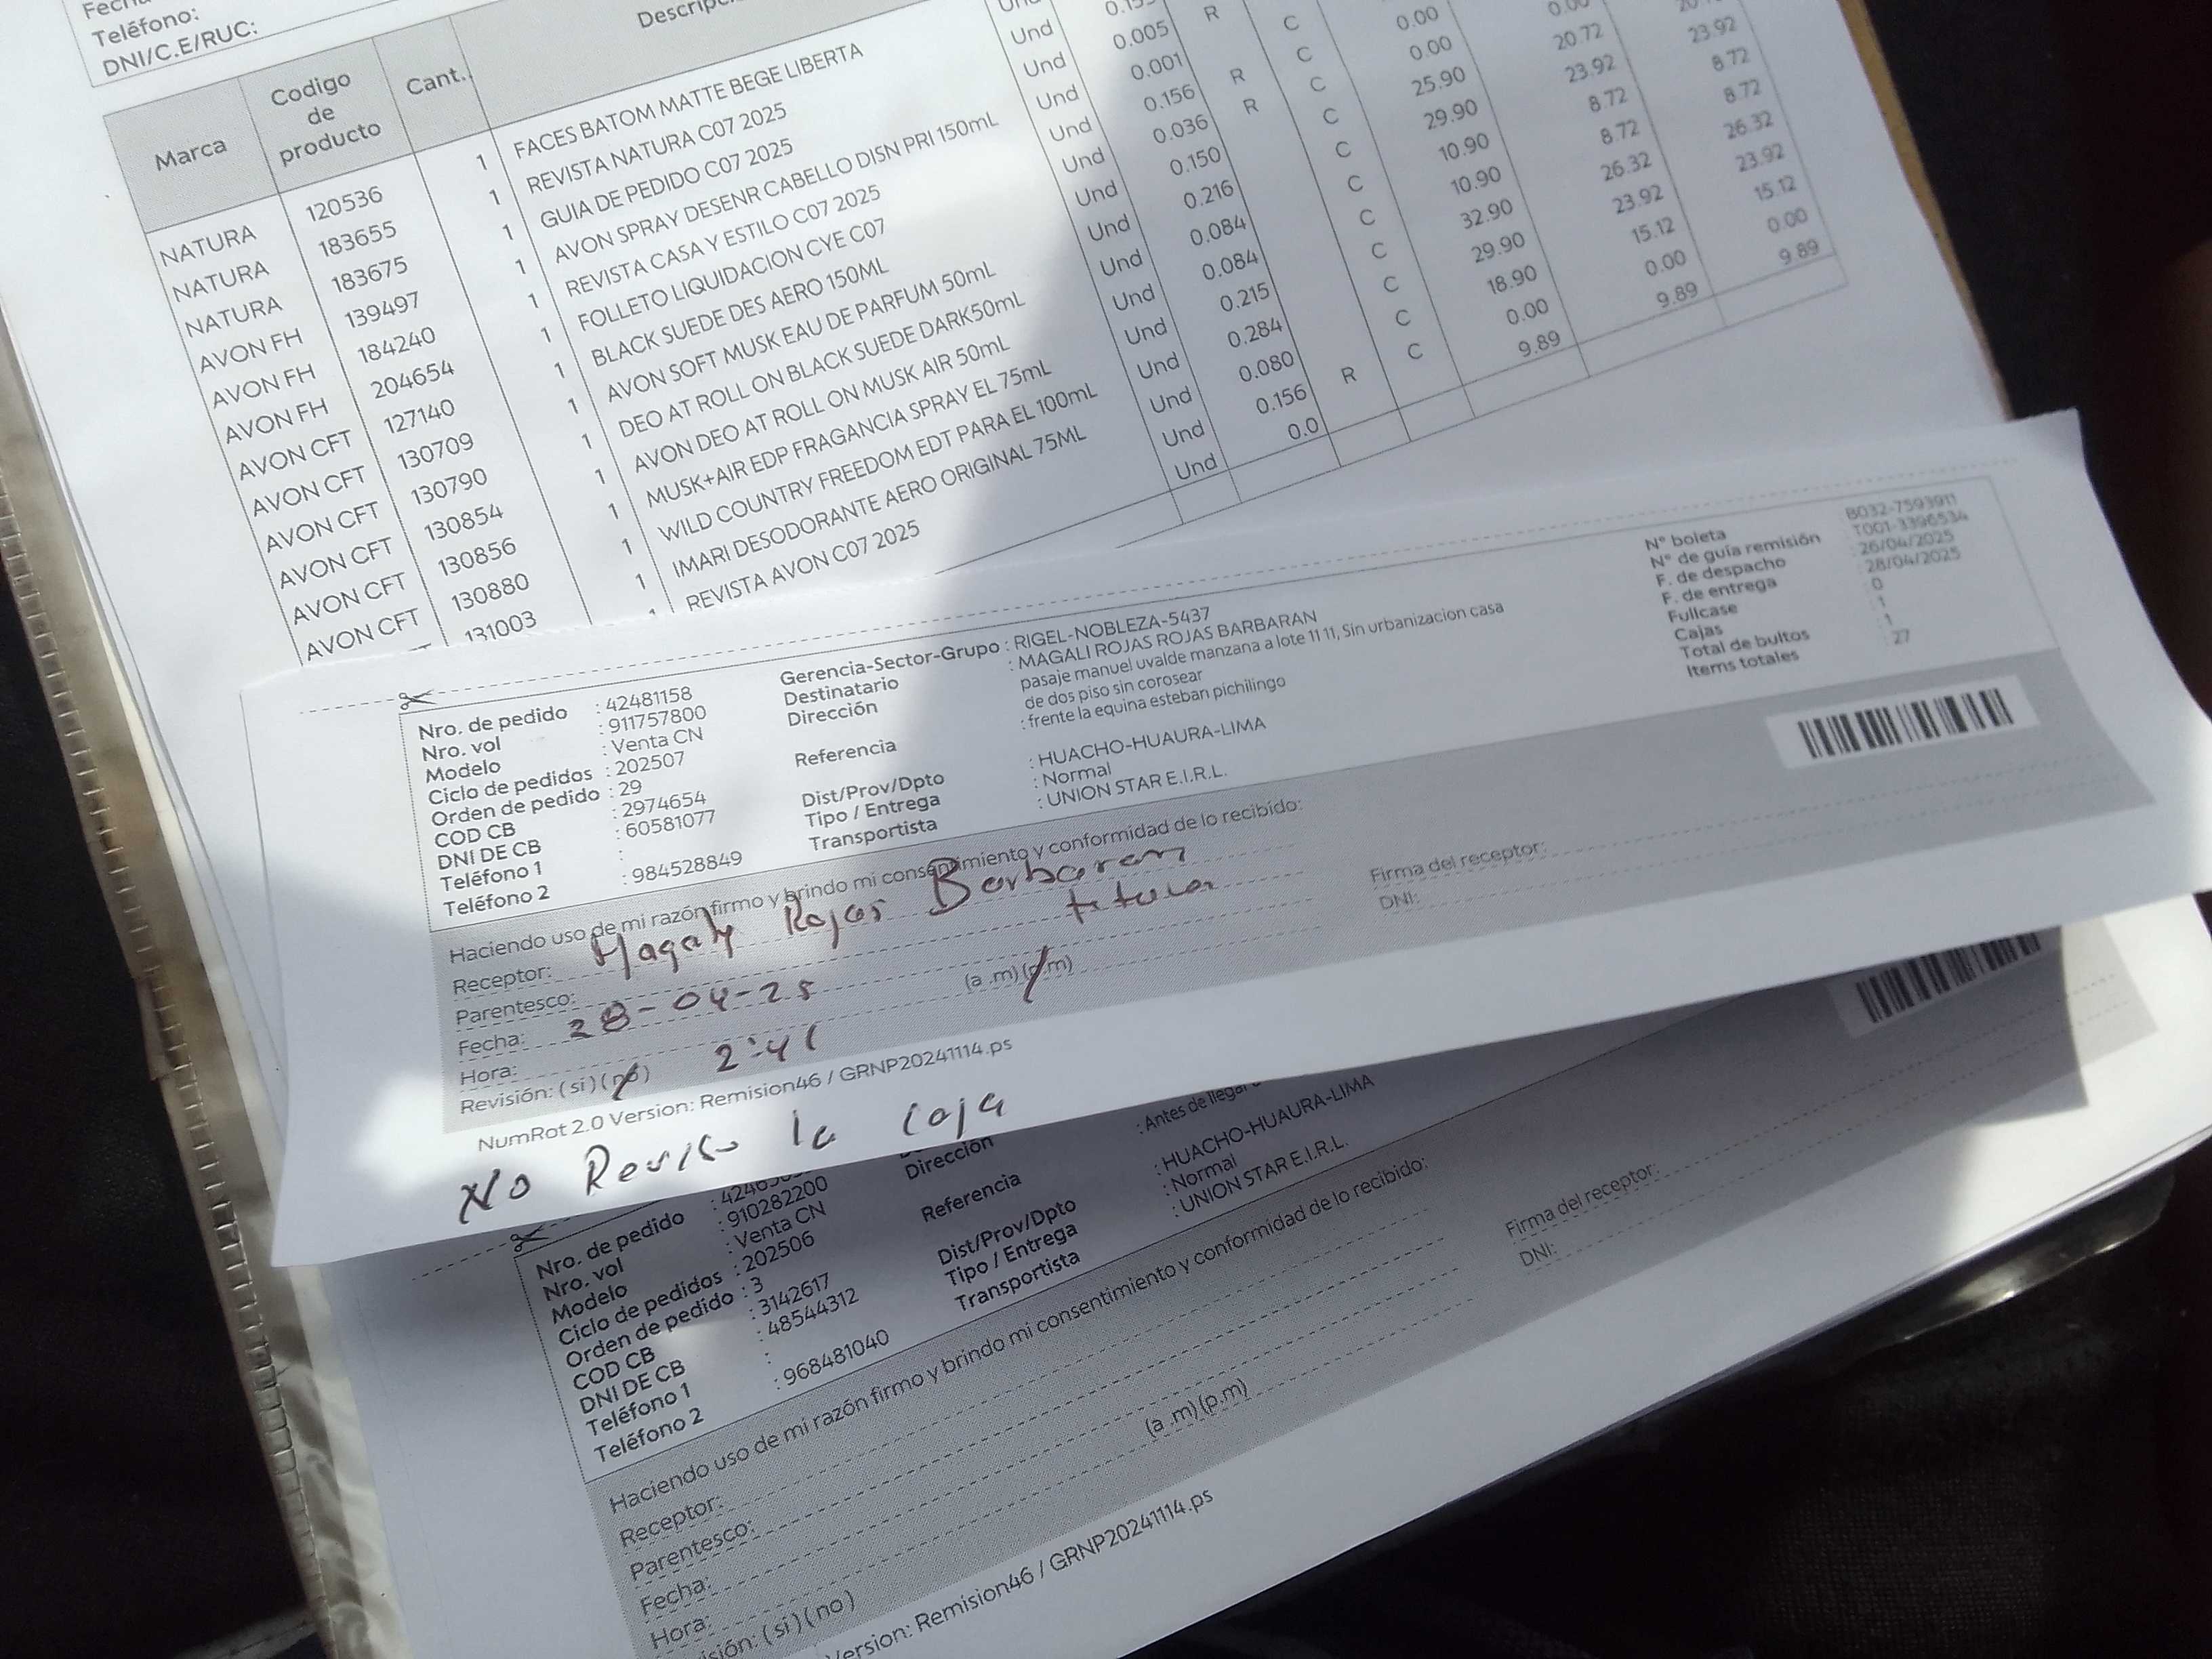 Teléfono:
DNI/C.E/RUC:
Marca
Codigo de producto
Cant.
NATURA 120536 1 FACES BATOM MATTE BEGE LIBERTA
NATURA 183655 1 REVISTA NATURA C07 2025
NATURA 183675 1 GUIA DE PEDIDO C07 2025
AVON FH 139497 1 AVON SPRAY DESENR CABELLO DISN PRI 150mL
AVON FH 184240 1 REVISTA CASA Y ESTILO C07 2025
AVON FH 204654 1 FOLLETO LIQUIDACION CYE C07
AVON CFT 127140 1 BLACK SUEDE DES AERO 150ML
AVON CFT 130709 1 AVON SOFT MUSK EAU DE PARFUM 50mL
AVON CFT 130790 1 DEO AT ROLL ON BLACK SUEDE DARK50mL
AVON CFT 130854 1 AVON DEO AT ROLL ON MUSK AIR 50mL
AVON CFT 130856 1 MUSK+AIR EDP FRAGANCIA SPRAY EL 75mL
AVON CFT 130880 1 WILD COUNTRY FREEDOM EDT PARA EL 100mL
131003 1 IMARI DESODORANTE AERO ORIGINAL 75ML
REVISTA AVON C07 2025
Und 0.005 R C 0.00
Und 0.001 C 0.00 20.72 23.92
Und 0.156 R C 25.90 23.92 8.72
Und 0.036 R C 29.90 8.72 8.72
Und 0.150 C 10.90 8.72 26.32
Und 0.216 C 10.90 26.32 23.92
Und 0.084 C 32.90 23.92 15.12
Und 0.084 C 29.90 15.12 0.00
Und 0.215 C 18.90 0.00 9.89
Und 0.284 C 0.00 9.89
Und 0.080 C 9.89
Und 0.156 R
Und 0.0
Und
Nro. de pedido : 42481158
Nro. vol : 911757800
Modelo : Venta CN
Ciclo de pedidos : 202507
Orden de pedido : 29
COD CB : 2974654
DNI DE CB : 60581077
Teléfono 1 :
Teléfono 2 : 984528849
Gerencia-Sector-Grupo : RIGEL-NOBLEZA-5437
Destinatario : MAGALI ROJAS ROJAS BARBARAN
Dirección pasaje manuel uvalde manzana a lote 11 11, Sin urbanizacion casa
de dos piso sin corosear
Referencia : frente la equina esteban pichilingo
Dist/Prov/Dpto : HUACHO-HUAURA-LIMA
Tipo / Entrega : Normal
Transportista : UNION STAR E.I.R.L.
N° boleta B032-7593911
N° de guía remisión T001-3396534
F. de despacho : 26/04/2025
F. de entrega : 28/04/2025
Fullcase : 0
Cajas : 1
Total de bultos : 1
Items totales : 27
Haciendo uso de mi razón firmo y brindo mi consentimiento y conformidad de lo recibido:
Receptor: Magaly Rojas Barbaran
Parentesco: titular
Fecha: 28-04-25
Hora: 2:41 (a .m) (p.m)
Revisión: (si) (no)
Firma del receptor:
DNI:
NumRot 2.0 Version: Remision46 / GRNP20241114.ps
No Reviso la caja
Nro. de pedido
Nro. vol : 910282200
Modelo : Venta CN
Ciclo de pedidos : 202506
Orden de pedido : 3
COD CB : 3142617
DNI DE CB : 48544312
Teléfono 1 :
Teléfono 2 : 968481040
Dirección
Referencia : Antes de llegar
Dist/Prov/Dpto : HUACHO-HUAURA-LIMA
Tipo / Entrega : Normal
Transportista : UNION STAR E.I.R.L.
Haciendo uso de mi razón firmo y brindo mi consentimiento y conformidad de lo recibido:
Receptor:
Parentesco:
Fecha:
Hora: (a .m) (p.m)
(si) (no)
Firma del receptor:
DNI:
Version: Remision46 / GRNP20241114.ps